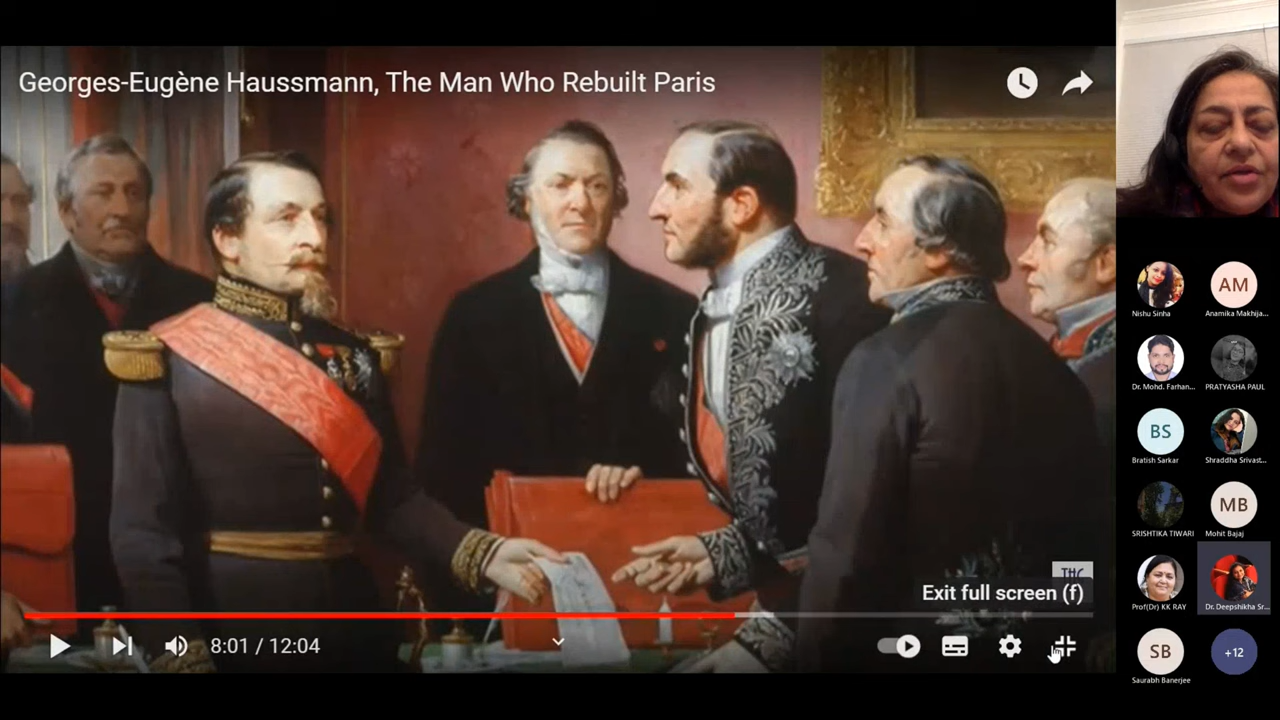 Georges-Eugène Haussmann, The Man Who Rebuilt Paris
THC
Exit full screen (f)
8:01 / 12:04
Nishu Sinha
AM
Anamika Makhija...
Dr. Mohd. Farhan...
PRATYASHA PAUL
BS
Bratish Sarkar
Shraddha Srivast...
SRISHTIKA TIWARI
MB
Mohit Bajaj
Prof(Dr) KK RAY
Dr. Deepshikha Sr...
SB
Saurabh Banerjee
+12